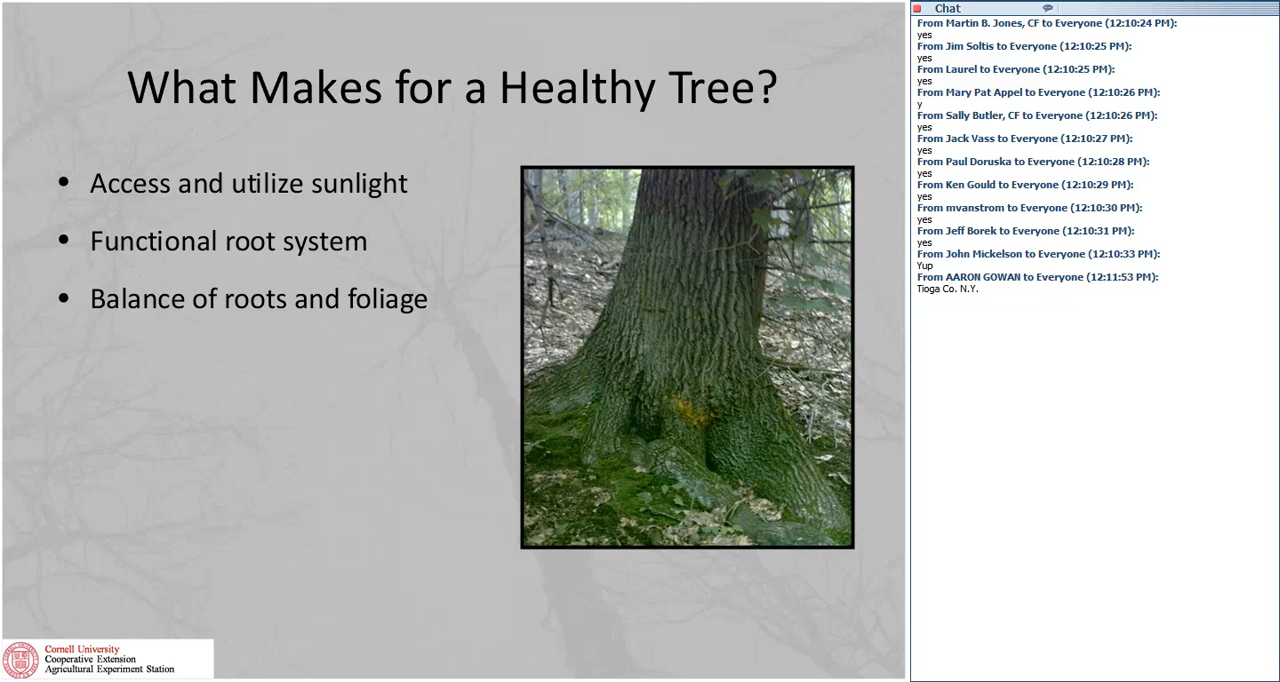 What Makes for a Healthy Tree?
• Access and utilize sunlight
• Functional root system
• Balance of roots and foliage
Cornell University
Cooperative Extension
Agricultural Experiment Station
Chat
From Martin B. Jones, CF to Everyone (12:10:24 PM):
yes
From Jim Soltis to Everyone (12:10:25 PM):
yes
From Laurel to Everyone (12:10:25 PM):
yes
From Mary Pat Appel to Everyone (12:10:26 PM):
y
From Sally Butler, CF to Everyone (12:10:26 PM):
yes
From Jack Vass to Everyone (12:10:27 PM):
yes
From Paul Doruska to Everyone (12:10:28 PM):
yes
From Ken Gould to Everyone (12:10:29 PM):
yes
From mvanstrom to Everyone (12:10:30 PM):
yes
From Jeff Borek to Everyone (12:10:31 PM):
yes
From John Mickelson to Everyone (12:10:33 PM):
Yup
From AARON GOWAN to Everyone (12:11:53 PM):
Tioga Co. N.Y.